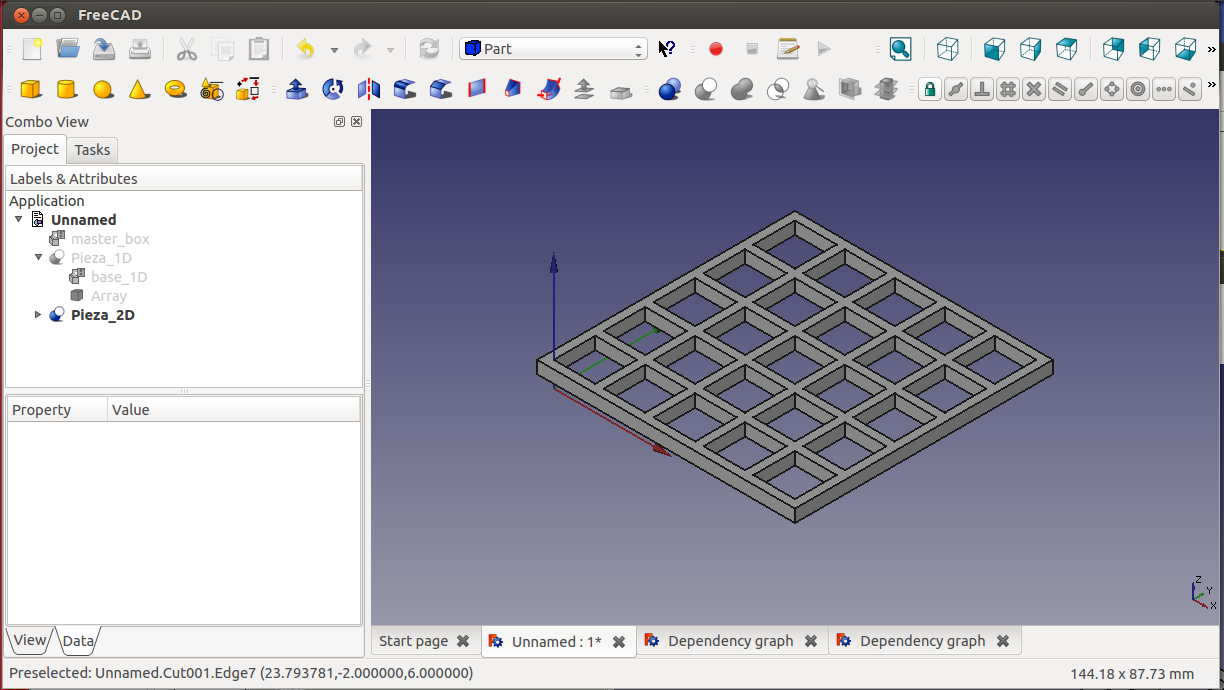 FreeCAD
Part
Combo View
Project
Tasks
Labels & Attributes
Application
Unnamed
master_box
Pieza_1D
base_1D
Array
Pieza_2D
Property
Value
View
Data
Z
Y
X
Start page
Unnamed : 1*
Dependency graph
Dependency graph
Preselected: Unnamed.Cut001.Edge7 (23.793781,-2.000000,6.000000)
144.18 x 87.73 mm